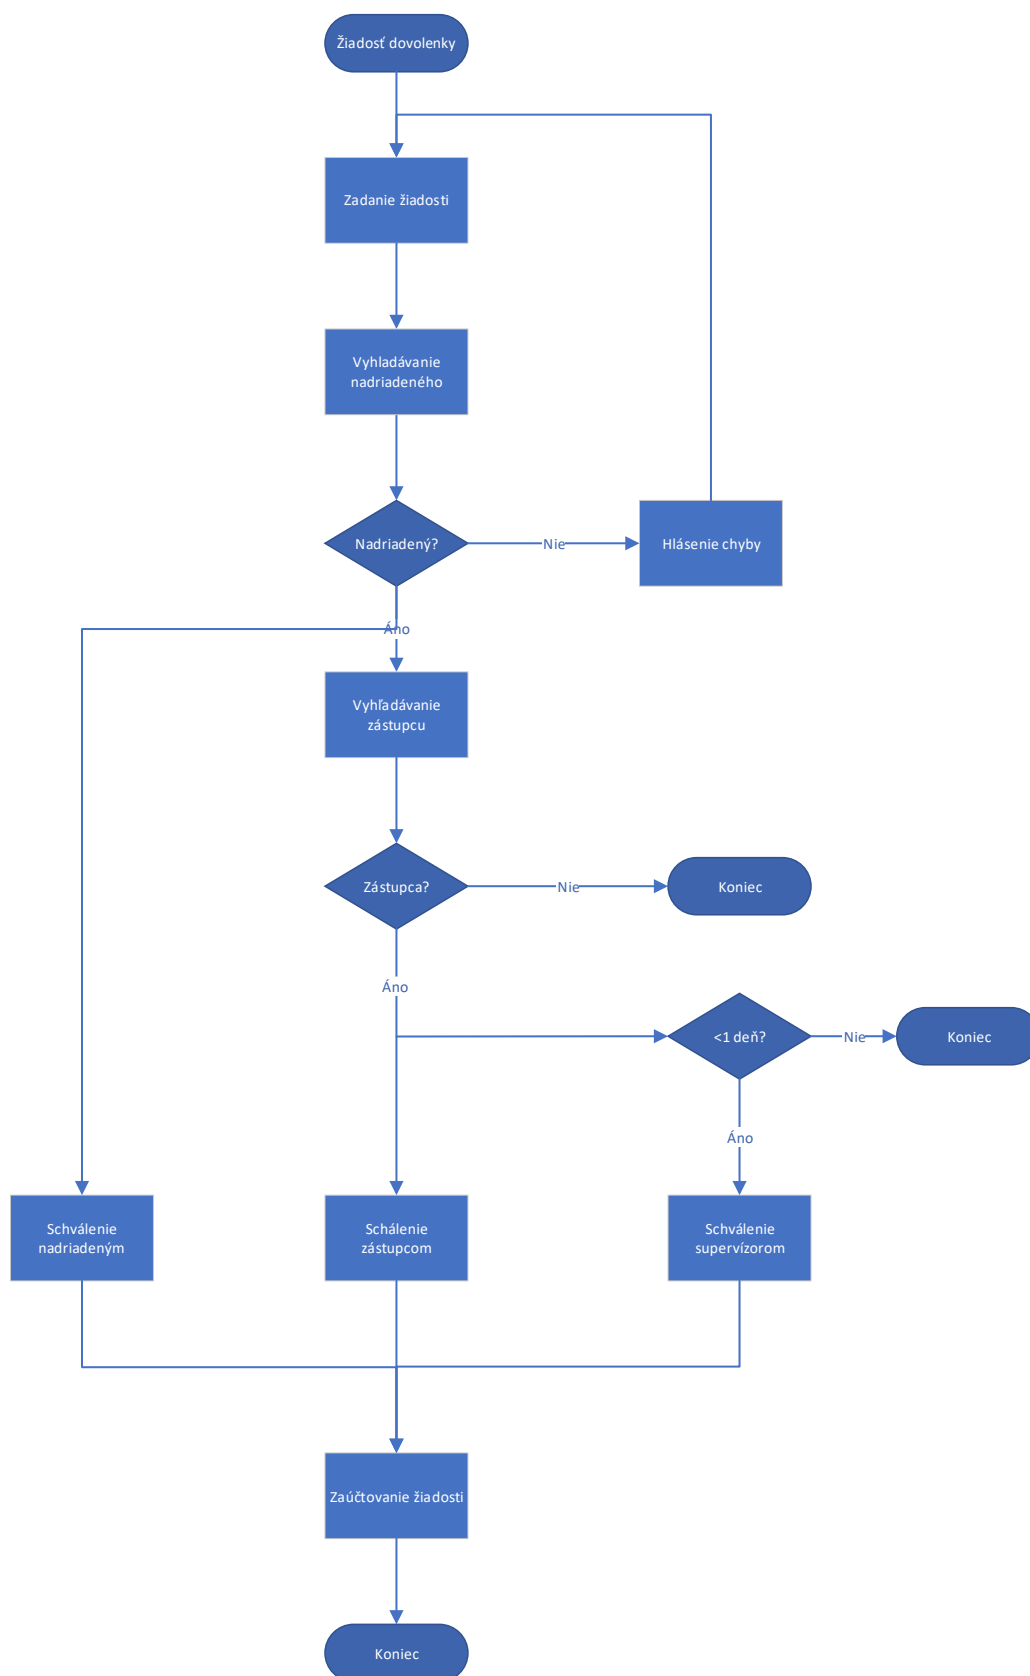 Žiadosť dovolenky
Zadanie žiadosti
Vyhladávanie
nadriadeného
Nadriadený?
Nie
Hlásenie chyby
Áno
Vyhľadávanie
zástupcu
Zástupca?
Nie
Koniec
Áno
<1 deň?
Nie
Koniec
Áno
Schválenie
nadriadeným
Schálenie
zástupcom
Schválenie
supervízorom
Zaúčtovanie žiadosti
Koniec